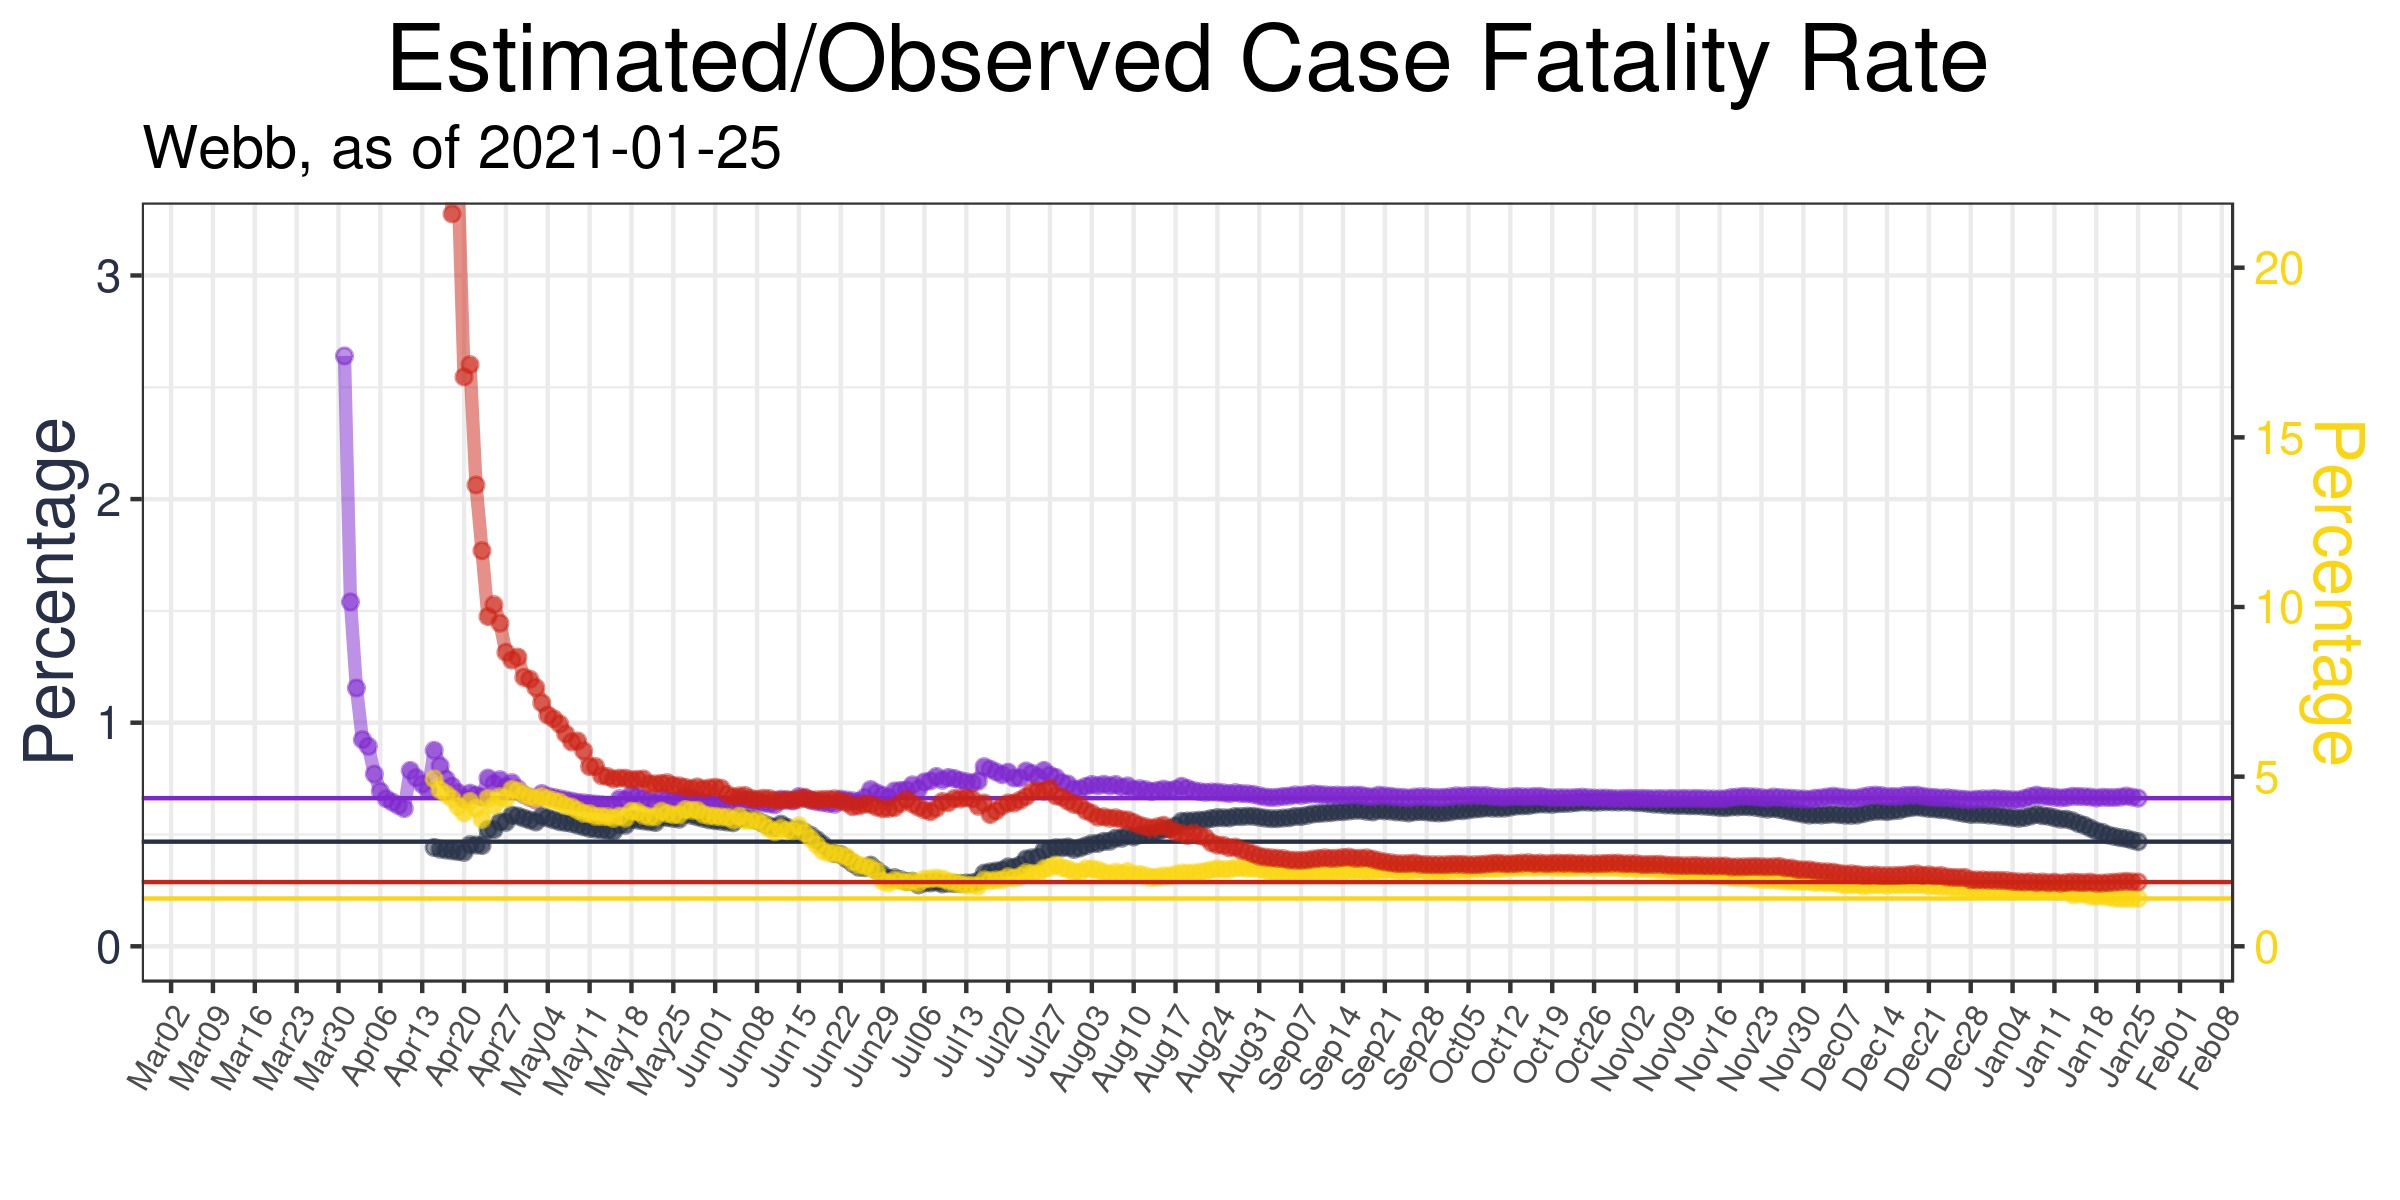 Estimated/Observed Case Fatality Rate
Webb, as of 2021-01-25
Percentage
3
2
1
0
20
15
10
5
0
Percentage
Mar02
Mar09
Mar16
Mar23
Mar30
Apr06
Apr13
Apr20
Apr27
May04
May11
May18
May25
Jun01
Jun08
Jun15
Jun22
Jun29
Jul06
Jul13
Jul20
Jul27
Aug03
Aug10
Aug17
Aug24
Aug31
Sep07
Sep14
Sep21
Sep28
Oct05
Oct12
Oct19
Oct26
Nov02
Nov09
Nov16
Nov23
Nov30
Dec07
Dec14
Dec21
Dec28
Jan04
Jan11
Jan18
Jan25
Feb01
Feb08